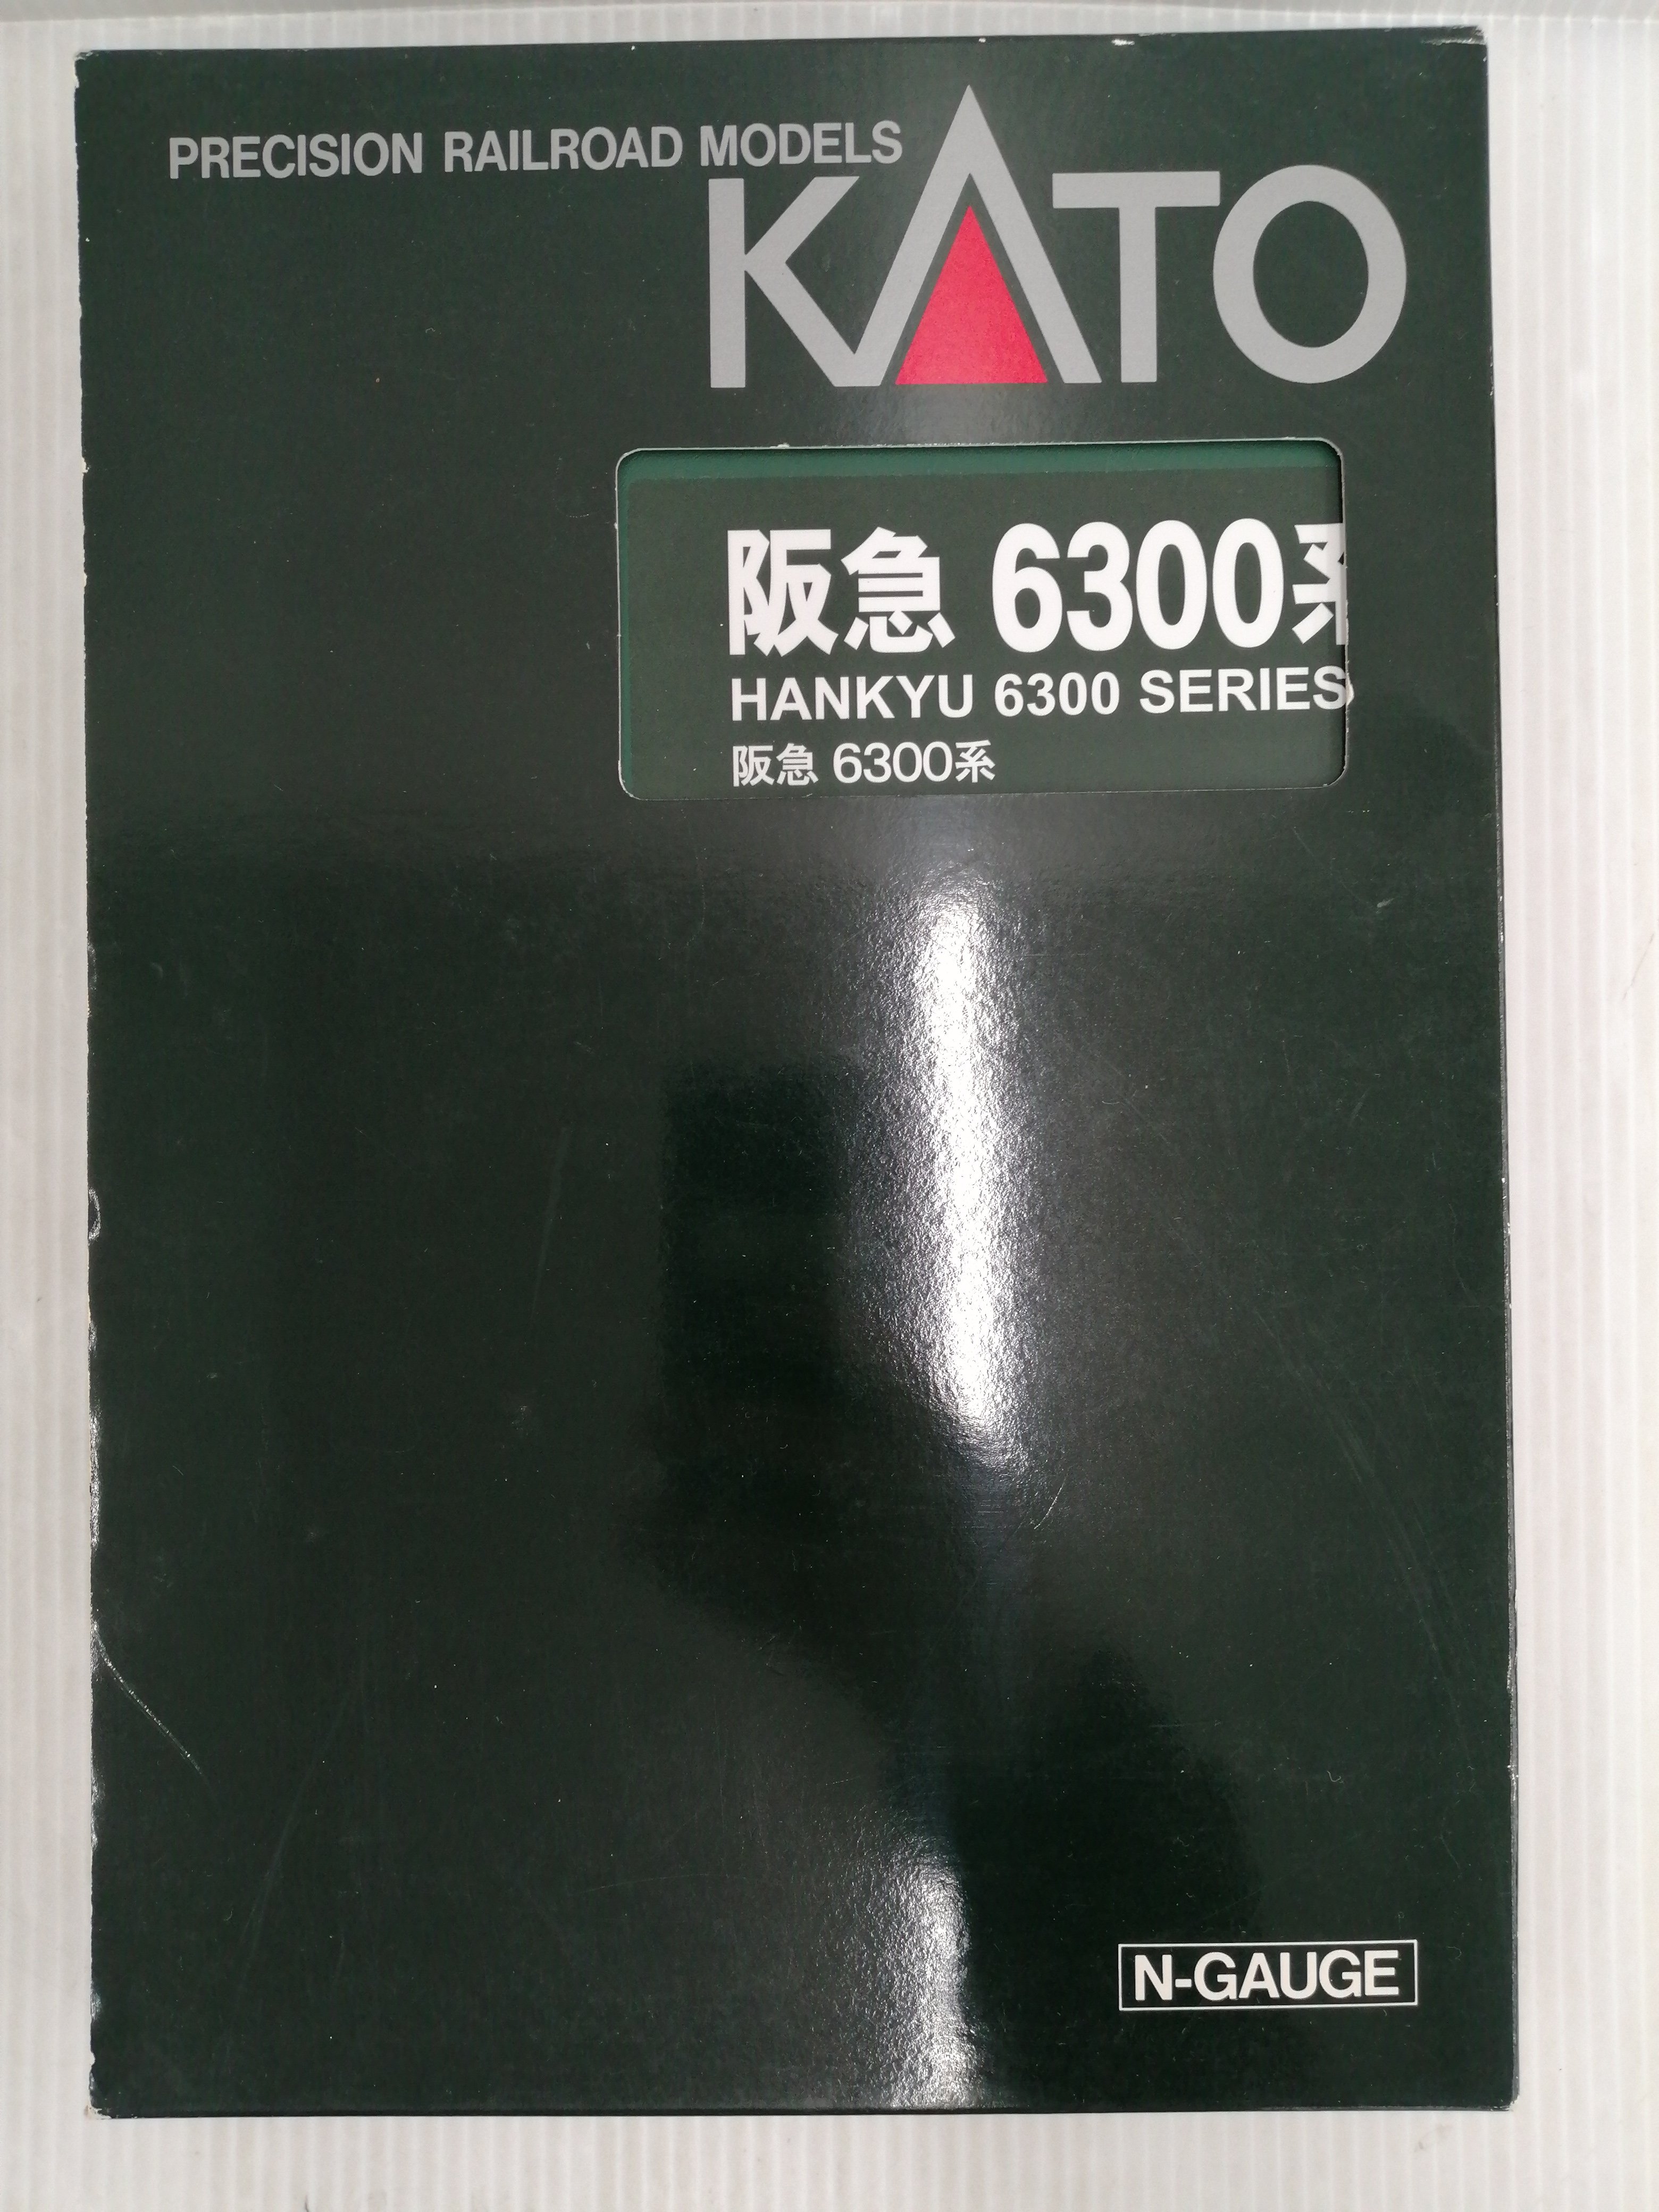 PRECISION RAILROAD MODELS
KATO
阪急 6300系
HANKYU 6300 SERIES
阪急 6300系
N-GAUGE